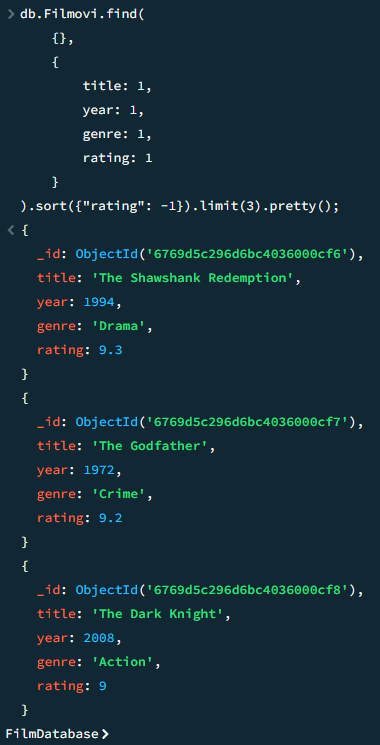 > db.Filmovi.find(
{},
{
title: 1,
year: 1,
genre: 1,
rating: 1
}
).sort({"rating": -1}).limit(3).pretty();
< {
_id: ObjectId('6769d5c296d6bc4036000cf6'),
title: 'The Shawshank Redemption',
year: 1994,
genre: 'Drama',
rating: 9.3
}
{
_id: ObjectId('6769d5c296d6bc4036000cf7'),
title: 'The Godfather',
year: 1972,
genre: 'Crime',
rating: 9.2
}
{
_id: ObjectId('6769d5c296d6bc4036000cf8'),
title: 'The Dark Knight',
year: 2008,
genre: 'Action',
rating: 9
}
FilmDatabase>